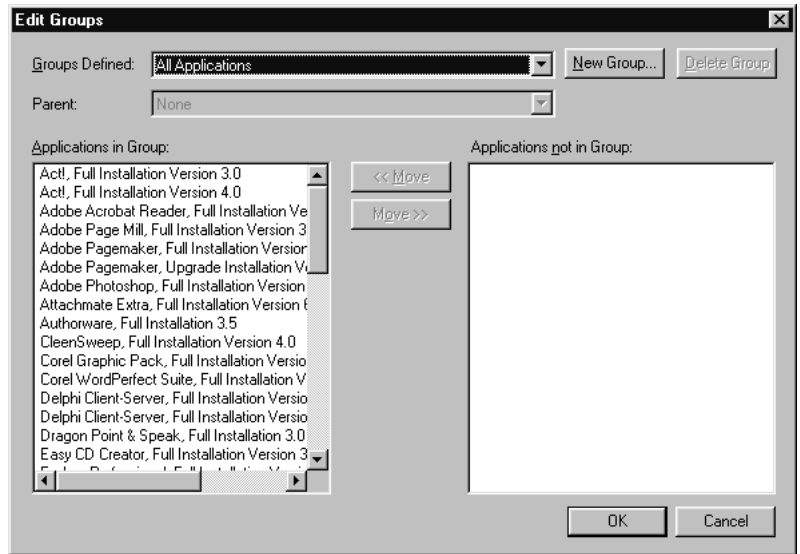 Edit Groups
Groups Defined: All Applications New Group... Delete Group
Parent: None
Applications in Group: Applications not in Group:
Act!, Full Installation Version 3.0
Act!, Full Installation Version 4.0
Adobe Acrobat Reader, Full Installation Ve
Adobe Page Mill, Full Installation Version 3
Adobe Pagemaker, Full Installation Version
Adobe Pagemaker, Upgrade Installation Ve
Adobe Photoshop, Full Installation Version
Attachmate Extra, Full Installation Version 6
Authorware, Full Installation 3.5
CleenSweep, Full Installation Version 4.0
Corel Graphic Pack, Full Installation Versio
Corel WordPerfect Suite, Full Installation V
Delphi Client-Server, Full Installation Versio
Delphi Client-Server, Full Installation Versio
Dragon Point & Speak, Full Installation 3.0
Easy CD Creator, Full Installation Version 3
<< Move
Move >>
OK Cancel